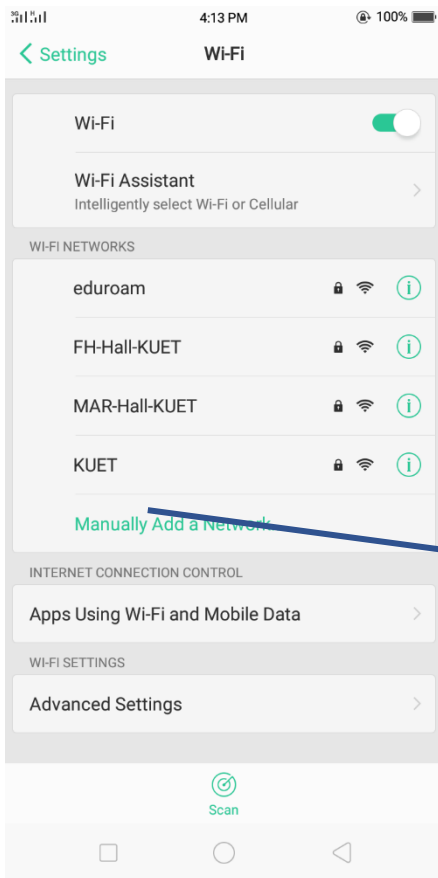 3G H 4:13 PM 100%
Settings Wi-Fi
Wi-Fi
Wi-Fi Assistant
Intelligently select Wi-Fi or Cellular
WI-FI NETWORKS
eduroam
FH-Hall-KUET
MAR-Hall-KUET
KUET
Manually Add a Network
INTERNET CONNECTION CONTROL
Apps Using Wi-Fi and Mobile Data
WI-FI SETTINGS
Advanced Settings
Scan